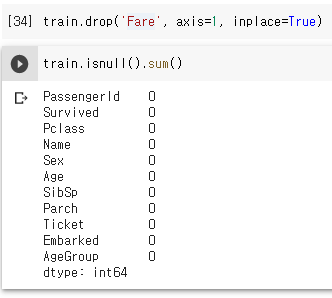 [34] train.drop('Fare', axis=1, inplace=True)
train.isnull().sum()
PassengerId 0
Survived 0
Pclass 0
Name 0
Sex 0
Age 0
SibSp 0
Parch 0
Ticket 0
Embarked 0
AgeGroup 0
dtype: int64